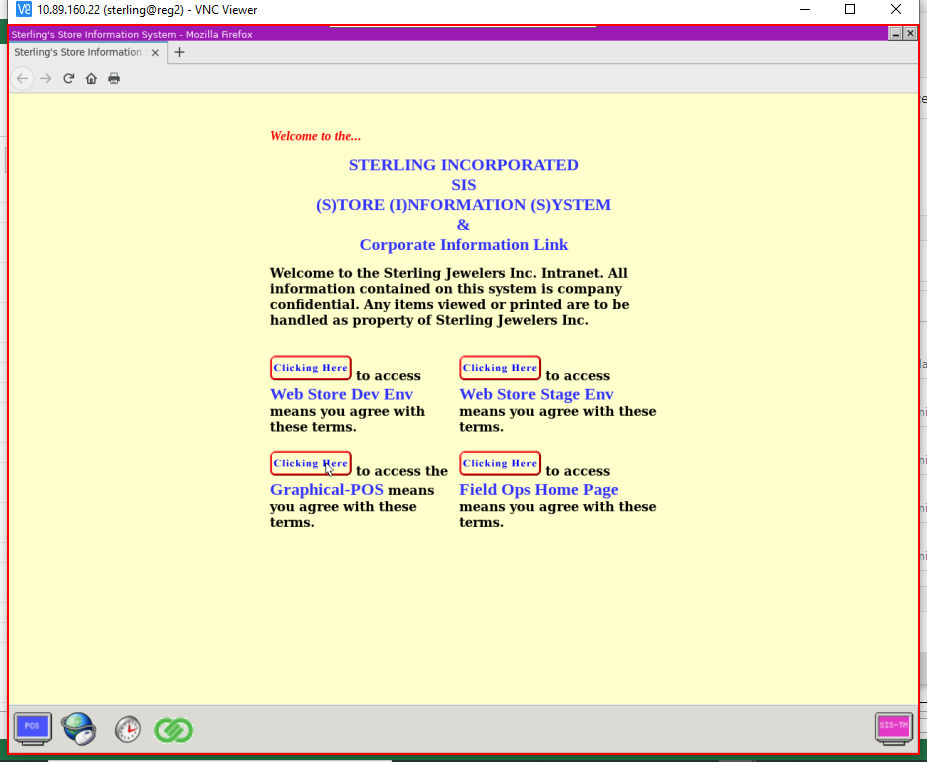 10.89.160.22 (sterling@reg2) - VNC Viewer
Sterling's Store Information System - Mozilla Firefox
Sterling's Store Information
Welcome to the...
STERLING INCORPORATED
SIS
(S)TORE (I)NFORMATION (S)YSTEM
&
Corporate Information Link
Welcome to the Sterling Jewelers Inc. Intranet. All
information contained on this system is company
confidential. Any items viewed or printed are to be
handled as property of Sterling Jewelers Inc.
Clicking Here to access
Web Store Dev Env
means you agree with
these terms.
Clicking Here to access
Web Store Stage Env
means you agree with these
terms.
Clicking Here to access the
Graphical-POS means
you agree with these
terms.
Clicking Here to access
Field Ops Home Page
means you agree with these
terms.
POS
SIS-TM